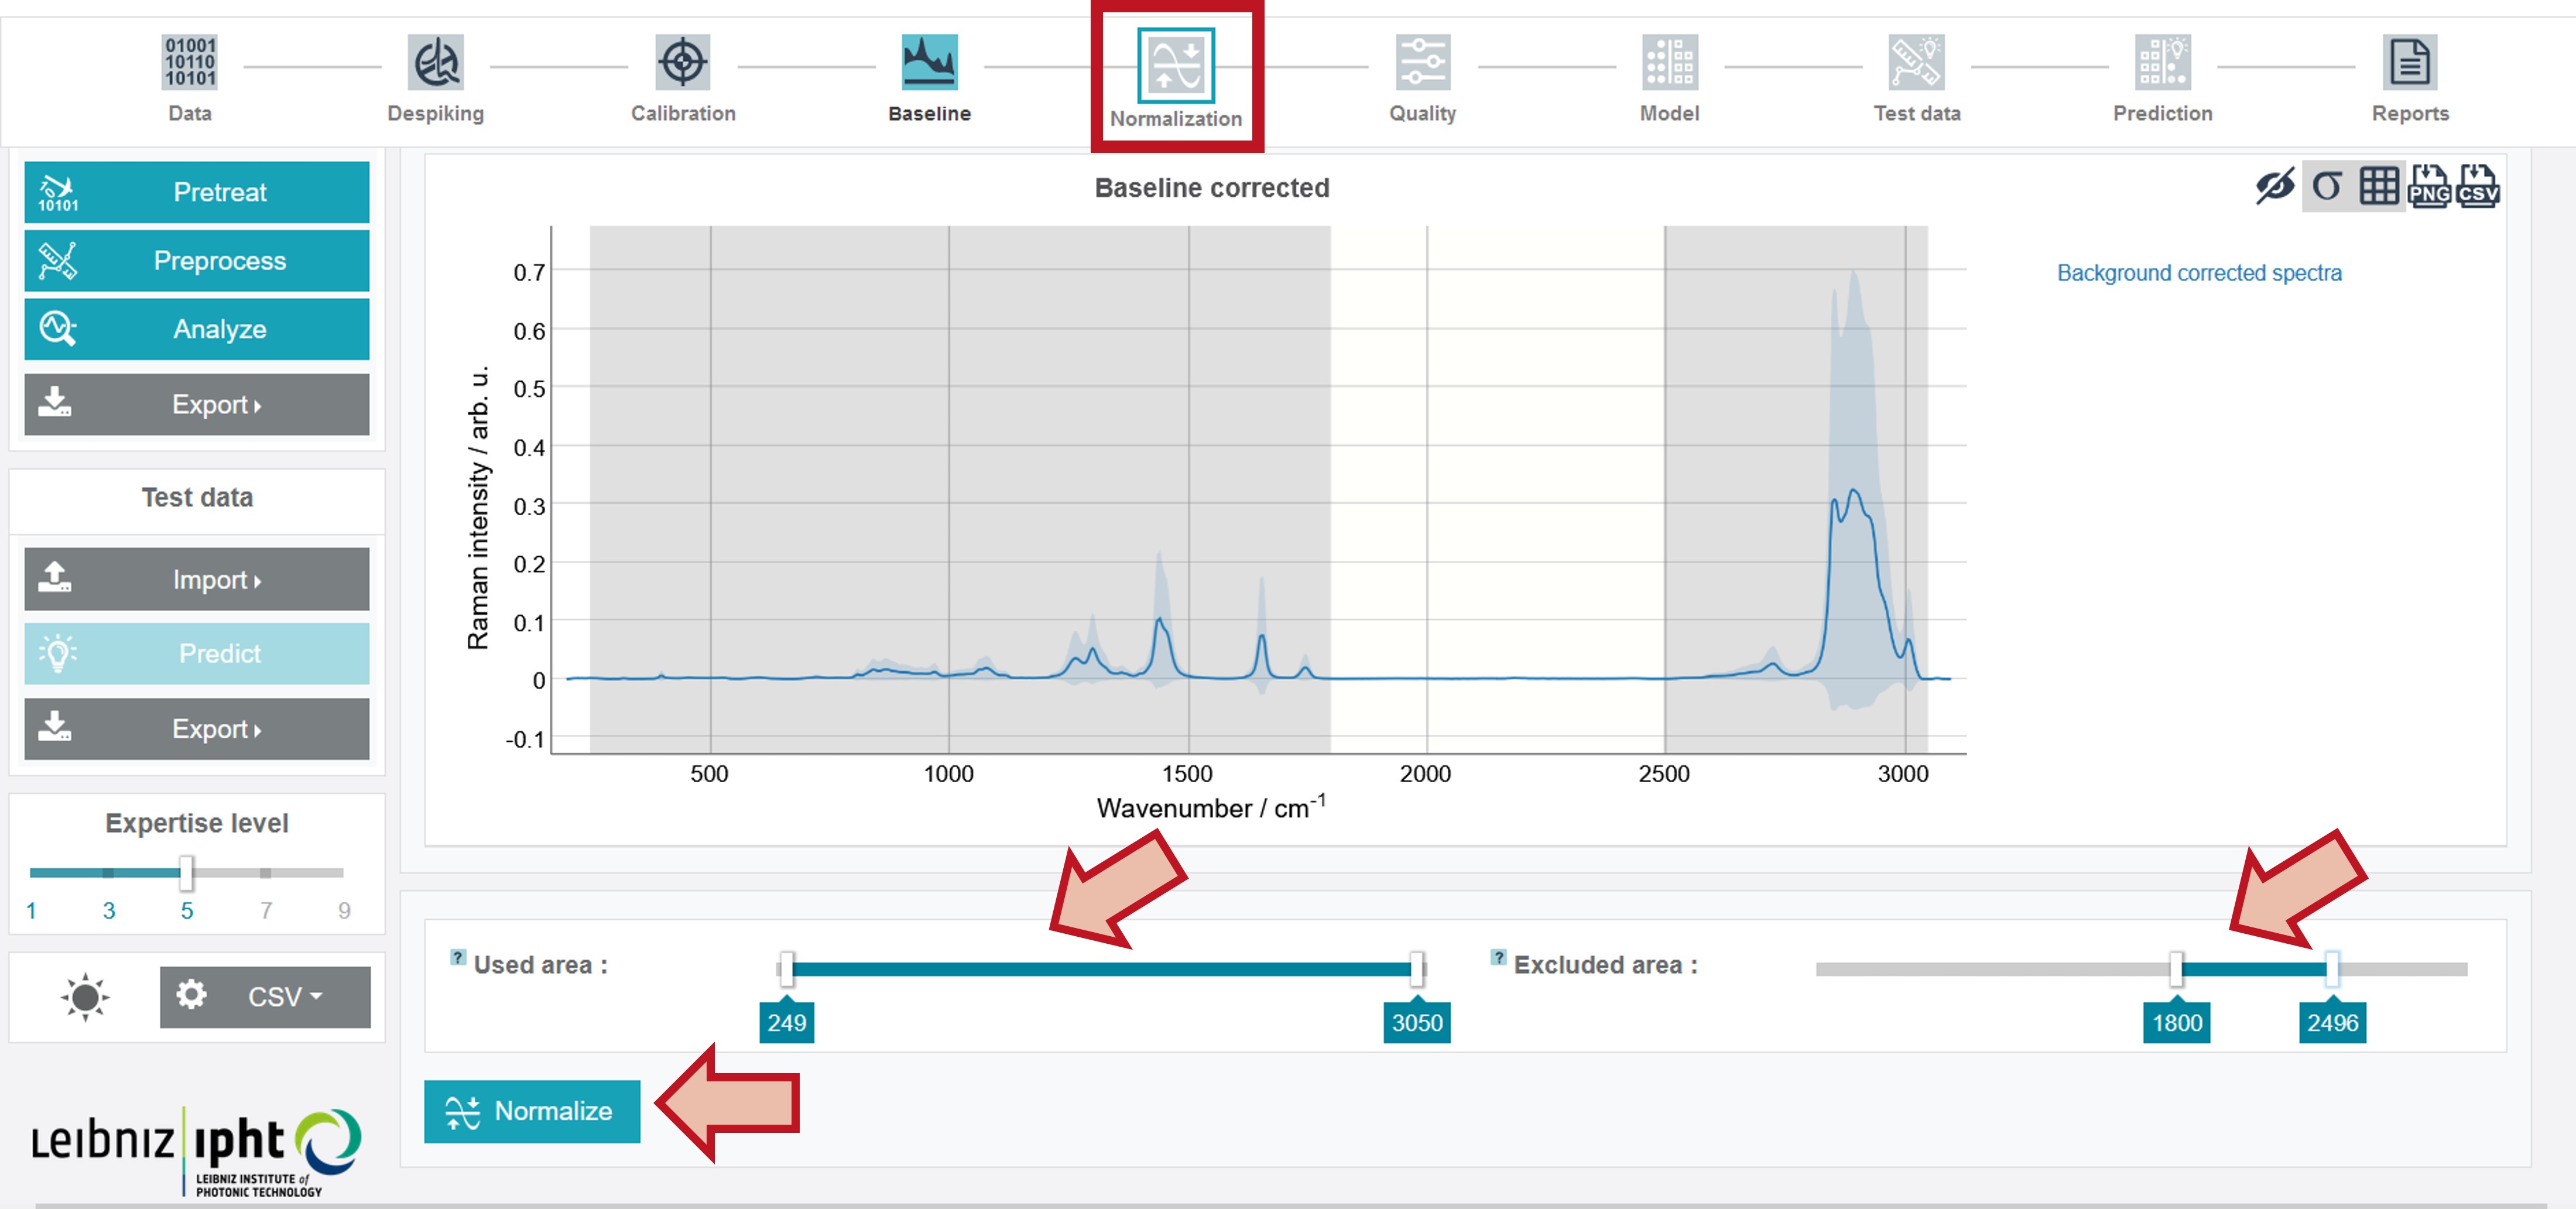 01001
10110
10101
Data
Despiking
Calibration
Baseline
Normalization
Quality
Model
Test data
Prediction
Reports
10101
Pretreat
Preprocess
Analyze
Export
Test data
Import
Predict
Export
Expertise level
1 3 5 7 9
CSV
Leibniz ipht
LEIBNIZ INSTITUTE of
PHOTONIC TECHNOLOGY
Baseline corrected
σ
PNG
CSV
Background corrected spectra
Raman intensity / arb. u.
0.7
0.6
0.5
0.4
0.3
0.2
0.1
0
-0.1
500 1000 1500 2000 2500 3000
Wavenumber / cm⁻¹
? Used area :
249
3050
? Excluded area :
1800
2496
Normalize